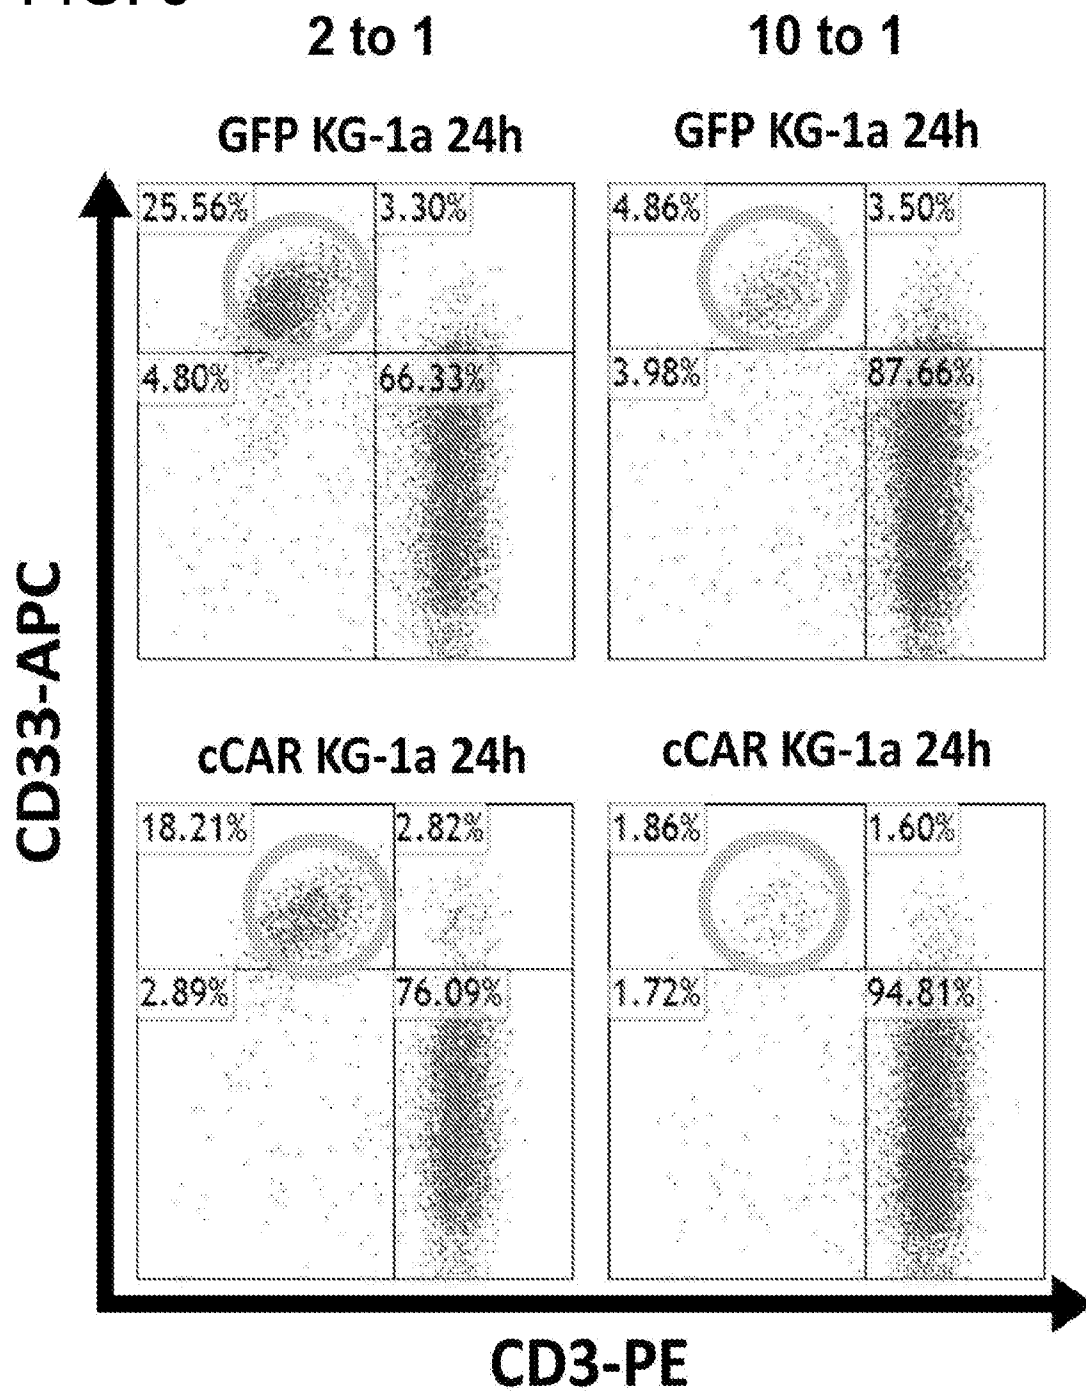 2 to 1
10 to 1
GFP KG-1a 24h
GFP KG-1a 24h
25.56%
3.30%
4.80%
66.33%
4.86%
3.50%
3.98%
87.66%
CD33-APC
cCAR KG-1a 24h
cCAR KG-1a 24h
18.21%
2.82%
2.89%
76.09%
1.86%
1.60%
1.72%
94.81%
CD3-PE